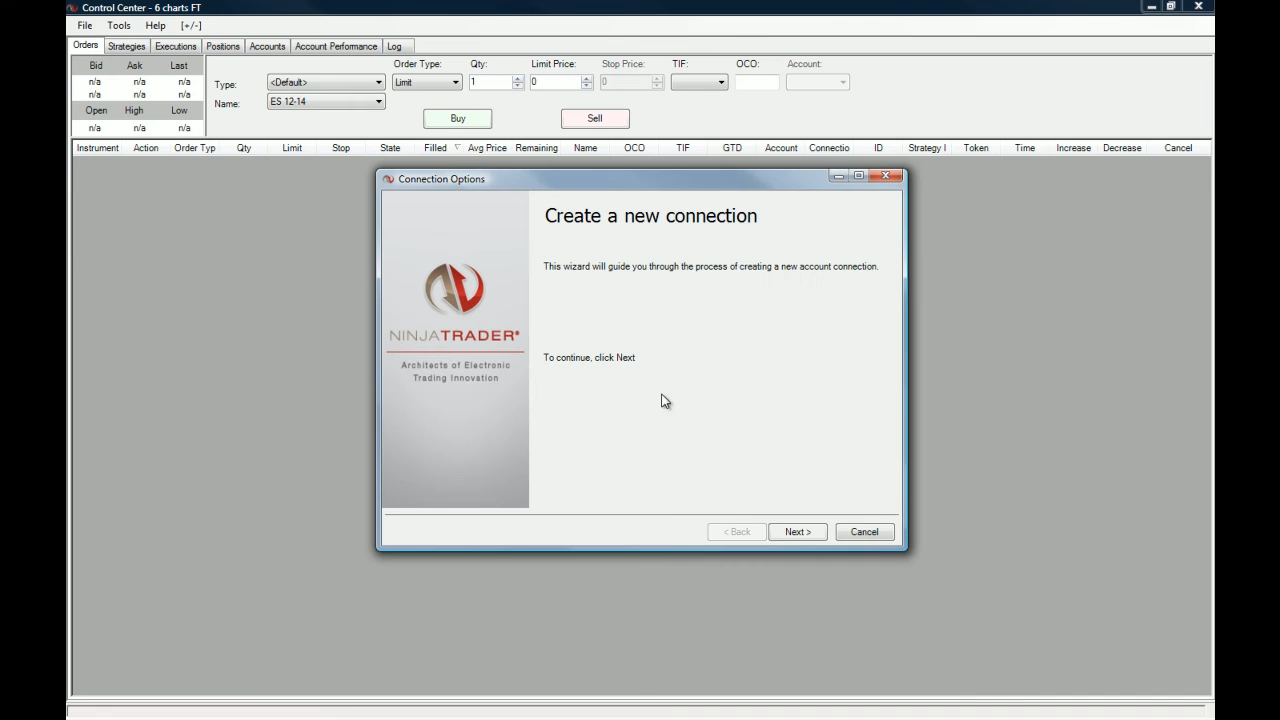 Control Center - 6 charts FT
File Tools Help [+/-]
Orders Strategies Executions Positions Accounts Account Performance Log
Bid Ask Last
n/a n/a n/a
n/a n/a n/a
Open High Low
n/a n/a n/a
Order Type: Qty: Limit Price: Stop Price: TIF: OCO: Account:
Type: <Default> Limit 1 0 0
Name: ES 12-14
Buy Sell
Instrument Action Order Typ Qty Limit Stop State Filled Avg Price Remaining Name OCO TIF GTD Account Connectio ID Strategy I Token Time Increase Decrease Cancel
Connection Options
Create a new connection
This wizard will guide you through the process of creating a new account connection.
NINJATRADER®
Architects of Electronic
Trading Innovation
To continue, click Next
< Back Next > Cancel